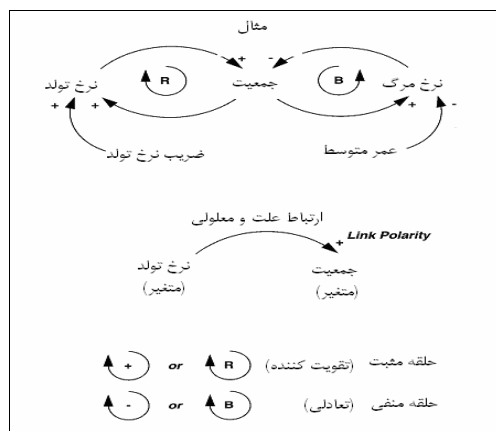 مثال
+ -
نرخ مرگ B جمعیت R نرخ تولد
- + + +
عمر متوسط ضریب نرخ تولد
ارتباط علت و معلولی
+ Link Polarity
جمعیت نرخ تولد
(متغیر) (متغیر)
حلقه مثبت (تقویت کننده) R or +
حلقه منفی (تعادلی) B or -